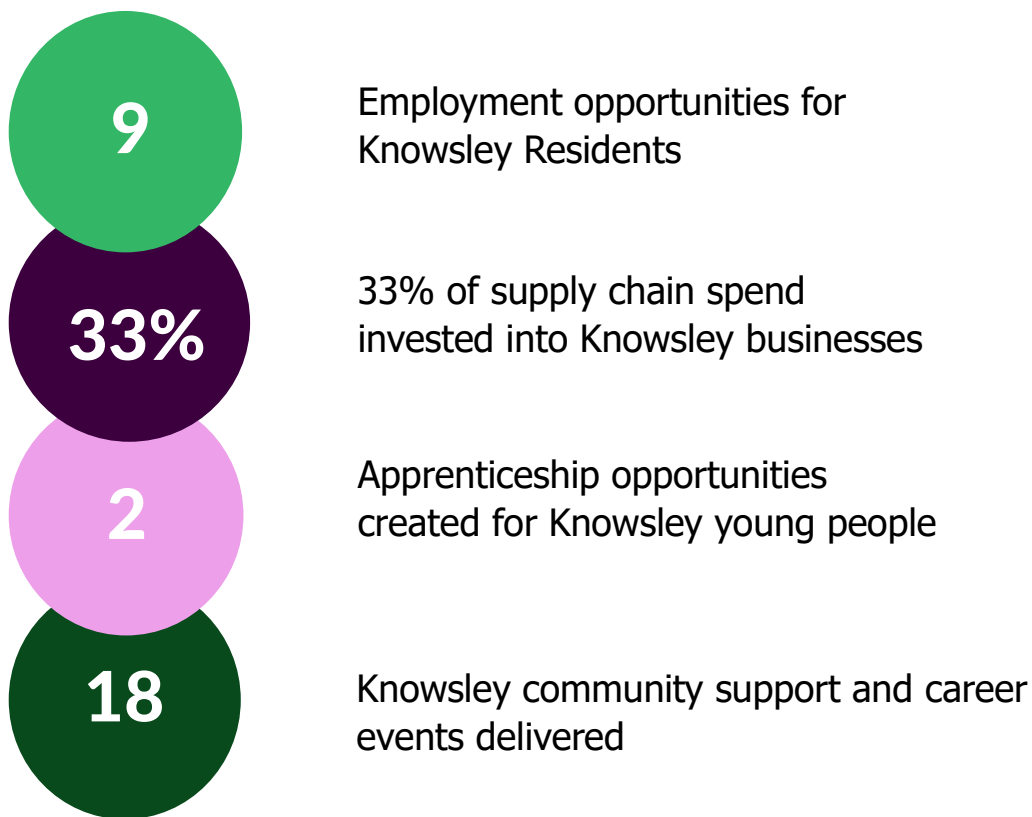 9
Employment opportunities for
Knowsley Residents
33%
33% of supply chain spend
invested into Knowsley businesses
2
Apprenticeship opportunities
created for Knowsley young people
18
Knowsley community support and career
events delivered